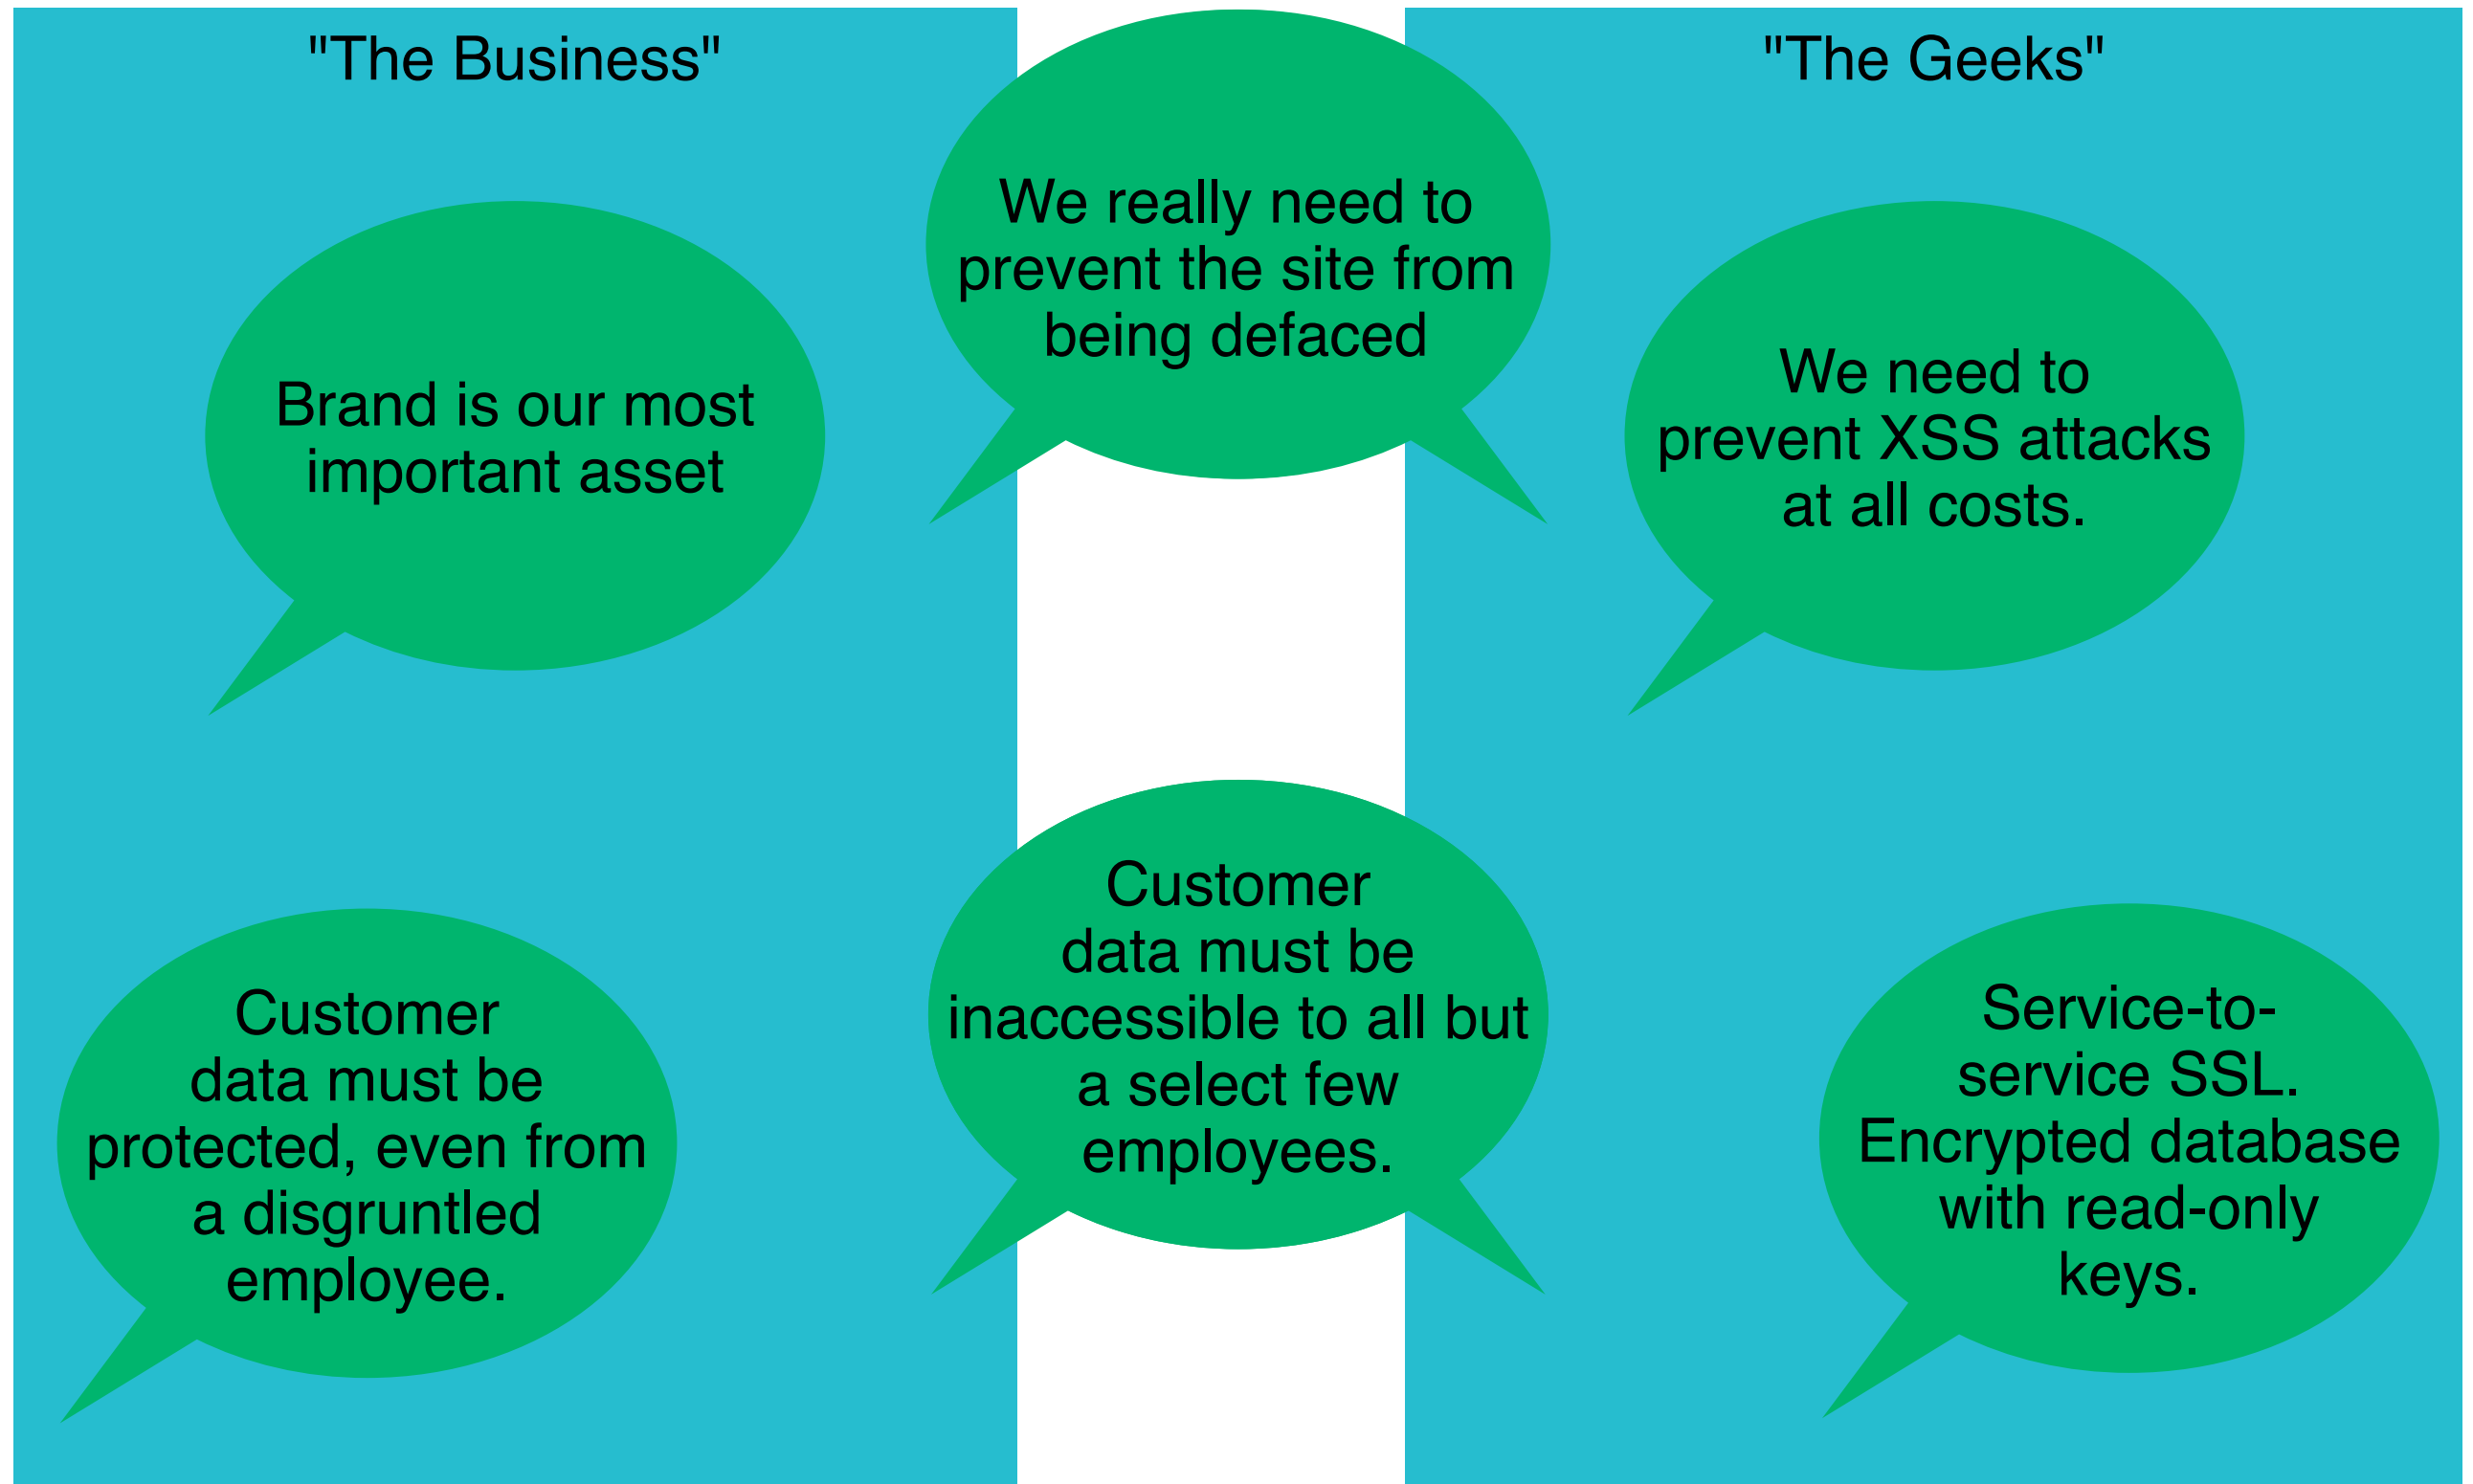 "The Business"
"The Geeks"
We really need to
prevent the site from
being defaced
Brand is our most
important asset
We need to
prevent XSS attacks
at all costs.
Customer
data must be
inaccessible to all but
a select few
employees.
Customer
data must be
protected, even from
a disgruntled
employee.
Service-to-
service SSL.
Encrypted database
with read-only
keys.